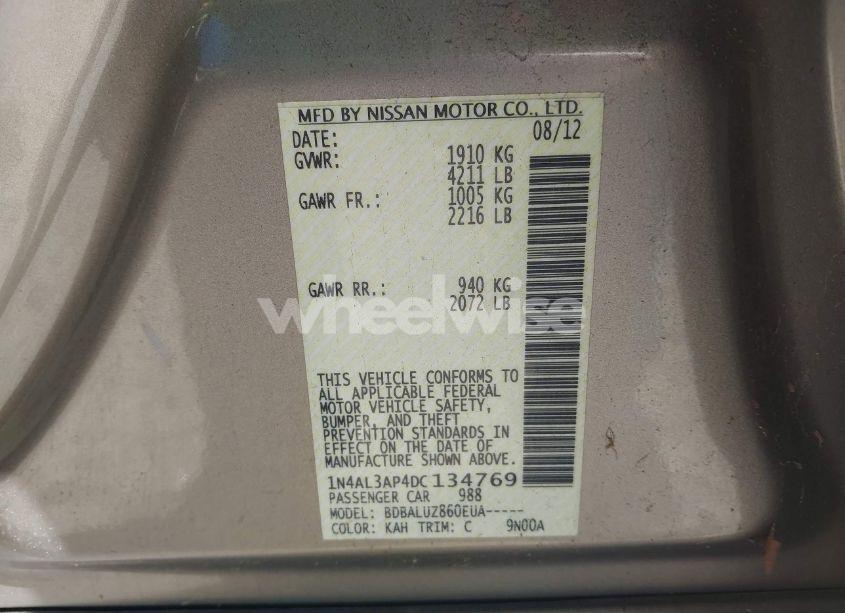 MFD BY NISSAN MOTOR CO., LTD.
DATE: 08/12
GVWR: 1910 KG
4211 LB
GAWR FR.: 1005 KG
2216 LB
GAWR RR.: 940 KG
2072 LB
wheelwise
THIS VEHICLE CONFORMS TO
ALL APPLICABLE FEDERAL
MOTOR VEHICLE SAFETY,
BUMPER, AND THEFT
PREVENTION STANDARDS IN
EFFECT ON THE DATE OF
MANUFACTURE SHOWN ABOVE.
1N4AL3AP4DC134769
PASSENGER CAR 988
MODEL: BDBALUZ860EUA-----
COLOR: KAH TRIM: C 9N00A